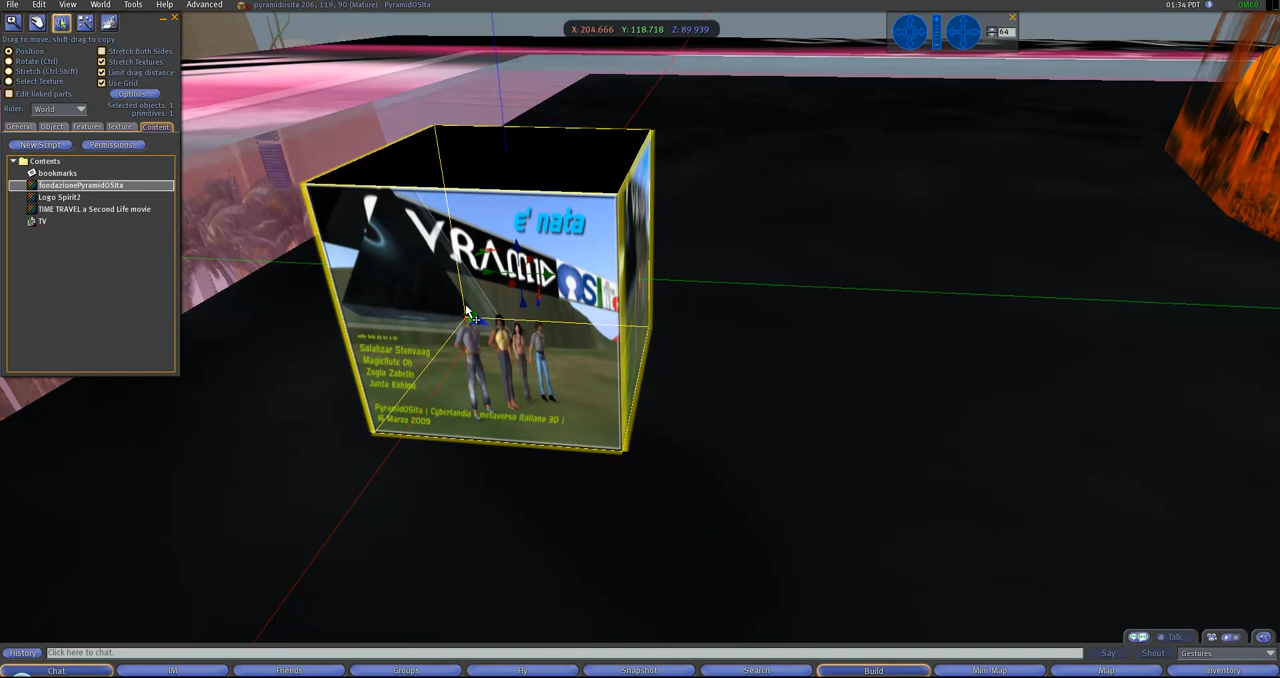 File Edit View World Tools Help Advanced
pyramidosita 206, 119, 90 (Mature) PyramidOSIta
01:34 PDT
OMC0
Drag to move, shift-drag to copy
Position
Rotate (Ctrl)
Stretch (Ctrl Shift)
Select Texture
Edit linked parts
Stretch Both Sides
Stretch Textures
Limit drag distance
Use Grid
Options...
Ruler: World
Selected objects: 1
primitives: 1
General Object Features Texture Content
New Script Permissions...
Contents
bookmarks
fondazionePyramidOSIta
Logo Spirit2
TIME TRAVEL a Second Life movie
TV
X: 204.666 Y: 118.718 Z: 89.939
64
e' nata
Salahzar Stenvaag
Magicflute Oh
Zogia Zabelin
Junta Kohime
PyramidOSIta ( Cyberlandia metaverso italiano 3D )
16 Marzo 2009
Talk
History Click here to chat. Say Shout Gestures
Chat IM Friends Groups Fly Snapshot Search Build Mini-Map Map Inventory